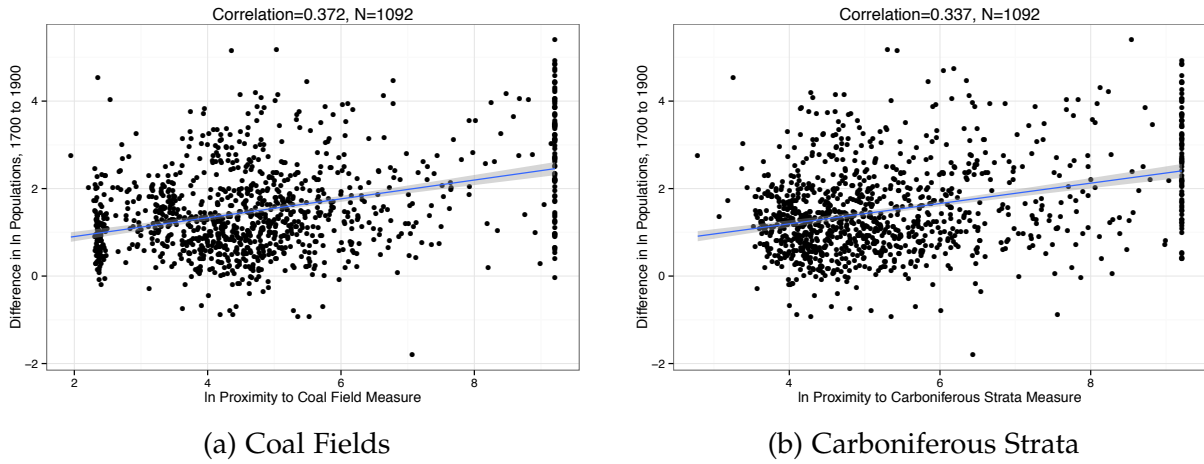 Correlation=0.372, N=1092
Difference in ln Populations, 1700 to 1900
4
2
0
−2
2 4 6 8
ln Proximity to Coal Field Measure
(a) Coal Fields
Correlation=0.337, N=1092
Difference in ln Populations, 1700 to 1900
4
2
0
−2
4 6 8
ln Proximity to Carboniferous Strata Measure
(b) Carboniferous Strata